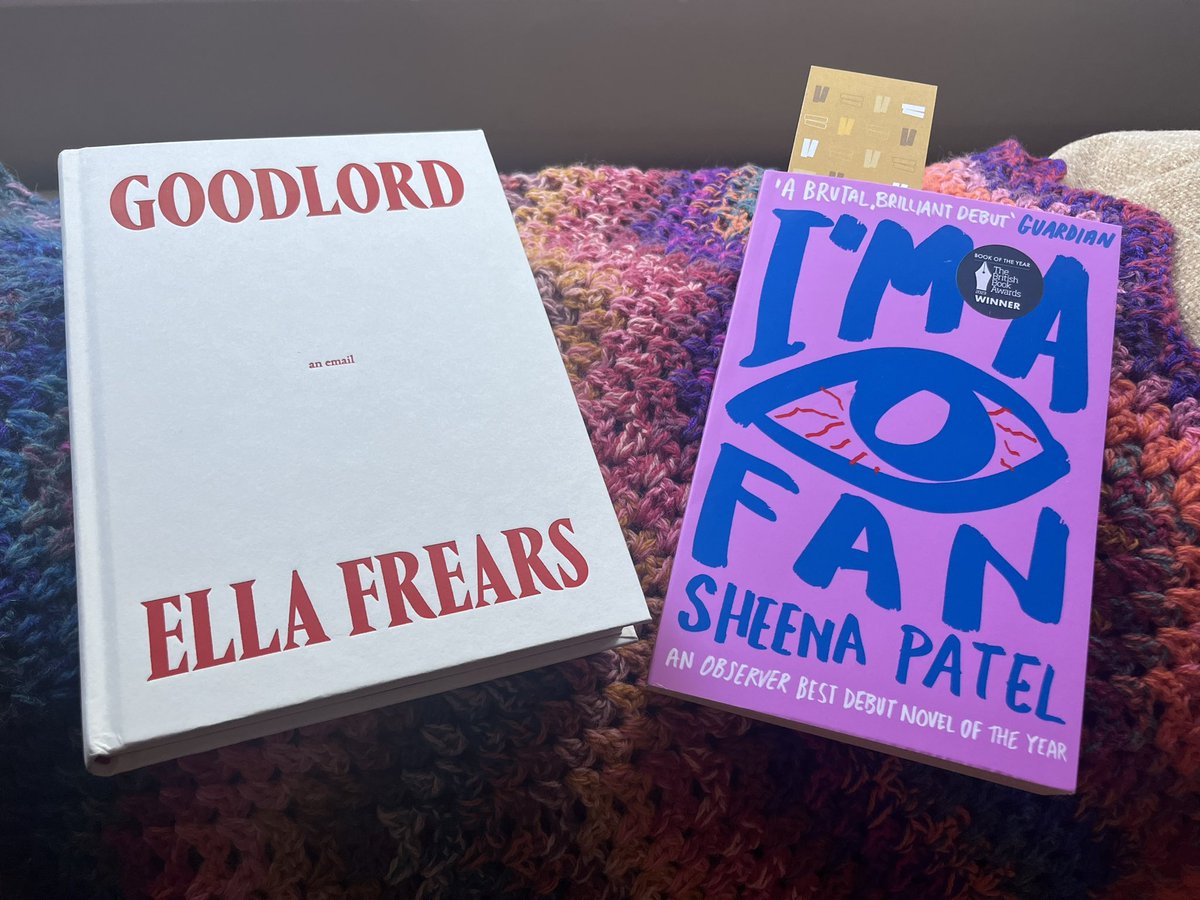 GOODLORD
an email
ELLA FREARS
'A BRUTAL, BRILLIANT DEBUT' GUARDIAN
I'M A
BOOK OF THE YEAR
The
British
Book
Awards
2023
WINNER
FAN
SHEENA PATEL
AN OBSERVER BEST DEBUT NOVEL OF THE YEAR